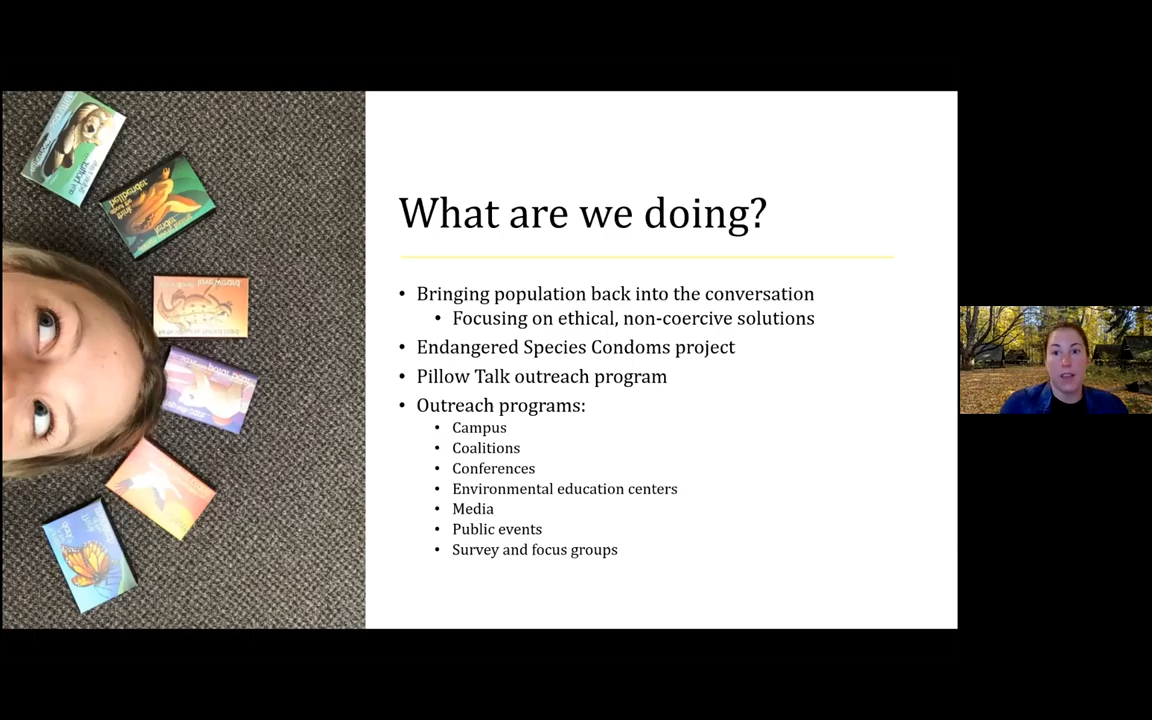 What are we doing?
• Bringing population back into the conversation
• Focusing on ethical, non-coercive solutions
• Endangered Species Condoms project
• Pillow Talk outreach program
• Outreach programs:
• Campus
• Coalitions
• Conferences
• Environmental education centers
• Media
• Public events
• Survey and focus groups